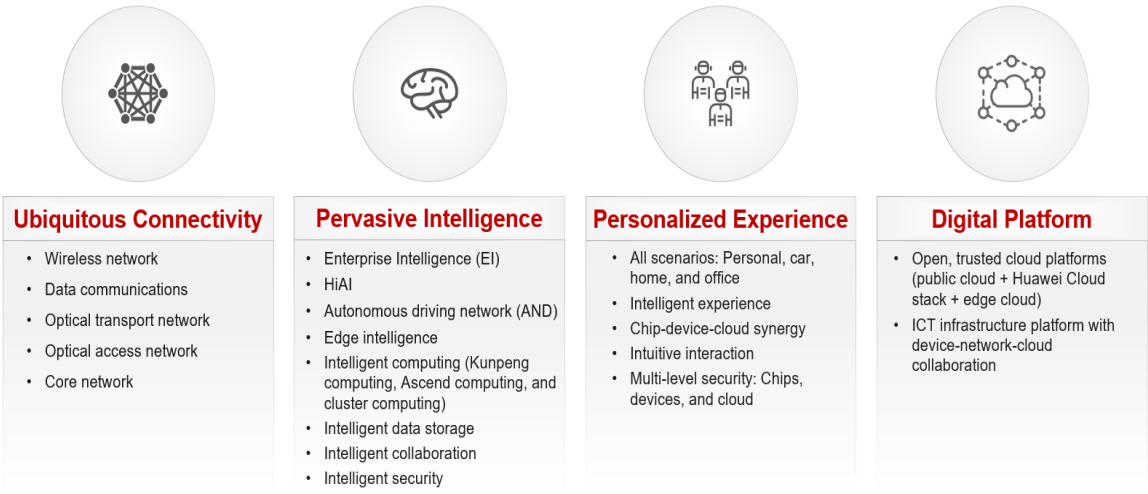 Ubiquitous Connectivity
• Wireless network
• Data communications
• Optical transport network
• Optical access network
• Core network
Pervasive Intelligence
• Enterprise Intelligence (EI)
• HiAI
• Autonomous driving network (AND)
• Edge intelligence
• Intelligent computing (Kunpeng
computing, Ascend computing, and
cluster computing)
• Intelligent data storage
• Intelligent collaboration
• Intelligent security
Personalized Experience
• All scenarios: Personal, car,
home, and office
• Intelligent experience
• Chip-device-cloud synergy
• Intuitive interaction
• Multi-level security: Chips,
devices, and cloud
Digital Platform
• Open, trusted cloud platforms
(public cloud + Huawei Cloud
stack + edge cloud)
• ICT infrastructure platform with
device-network-cloud
collaboration